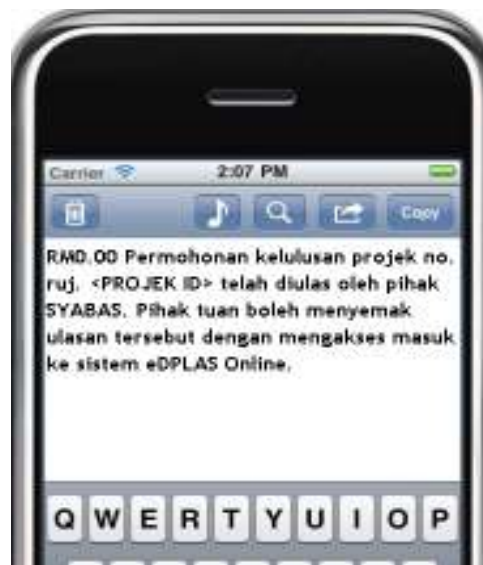 Carrier 2:07 PM
Copy
RM0.00 Permohonan kelulusan projek no.
ruj. <PROJEK ID> telah diulas oleh pihak
SYABAS. Pihak tuan boleh menyemak
ulasan tersebut dengan mengakses masuk
ke sistem eDPLAS Online.
Q W E R T Y U I O P